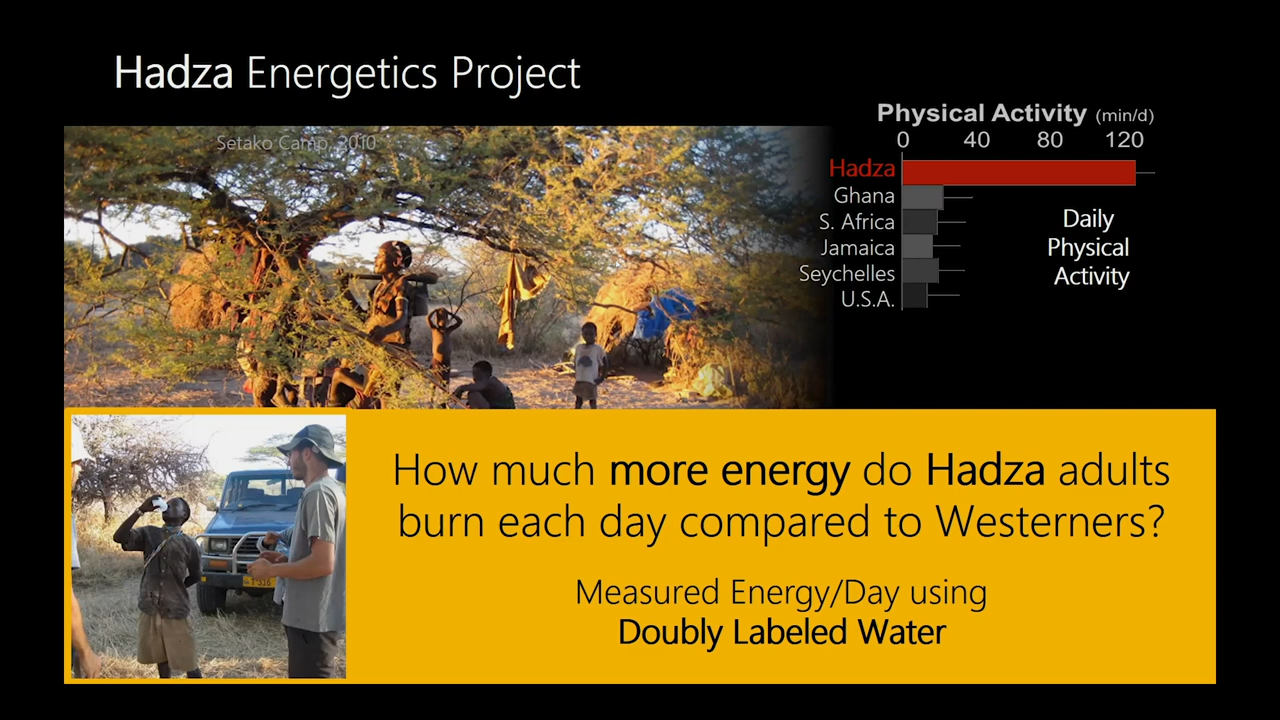 Hadza Energetics Project
Setako Camp, 2010
Physical Activity (min/d)
0 40 80 120
Hadza
Ghana
S. Africa
Jamaica
Seychelles
U.S.A.
Daily
Physical
Activity
How much more energy do Hadza adults
burn each day compared to Westerners?
Measured Energy/Day using
Doubly Labeled Water